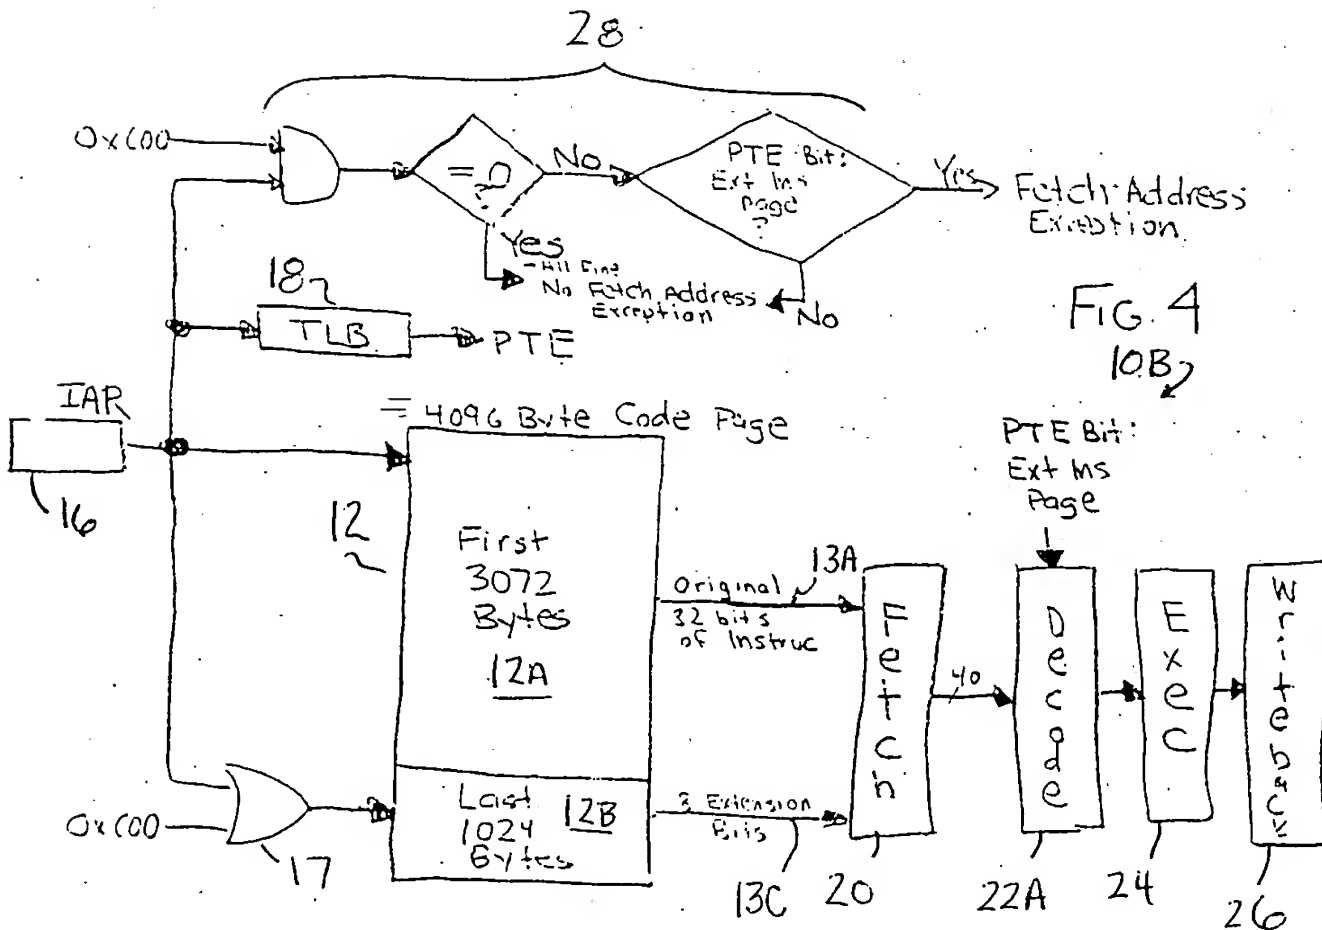 28
0xC00
= 0
?
No
PTE Bit:
Ext Ins
Page
?
Yes
Fetch Address
Exception
Yes
- All Fine
No Fetch Address
Exception
No
18
TLB
PTE
FIG. 4
10B
IAR
16
= 4096 Byte Code Page
12
First
3072
Bytes
12A
Original
32 bits
of Instruc
13A
PTE Bit:
Ext Ins
Page
Fetch
40
Decode
Exec
Writeback
0xC00
17
Last
1024
Bytes
12B
Extension
Bits
13C
20
22A
24
26